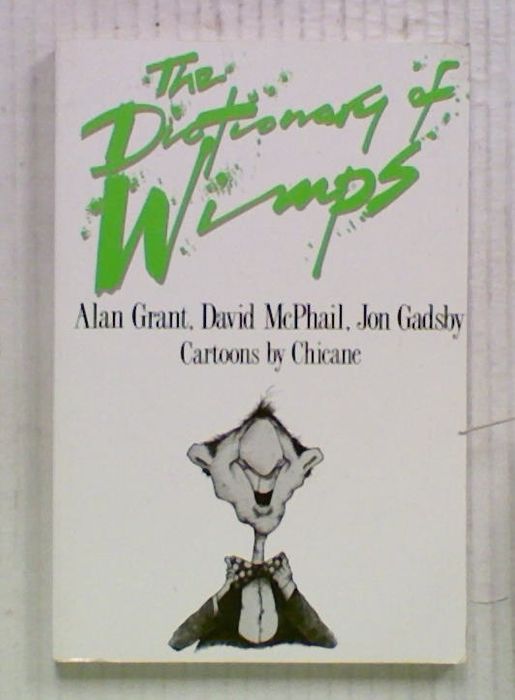 The
Dictionary of
Wimps
Alan Grant, David McPhail, Jon Gadsby
Cartoons by Chicane